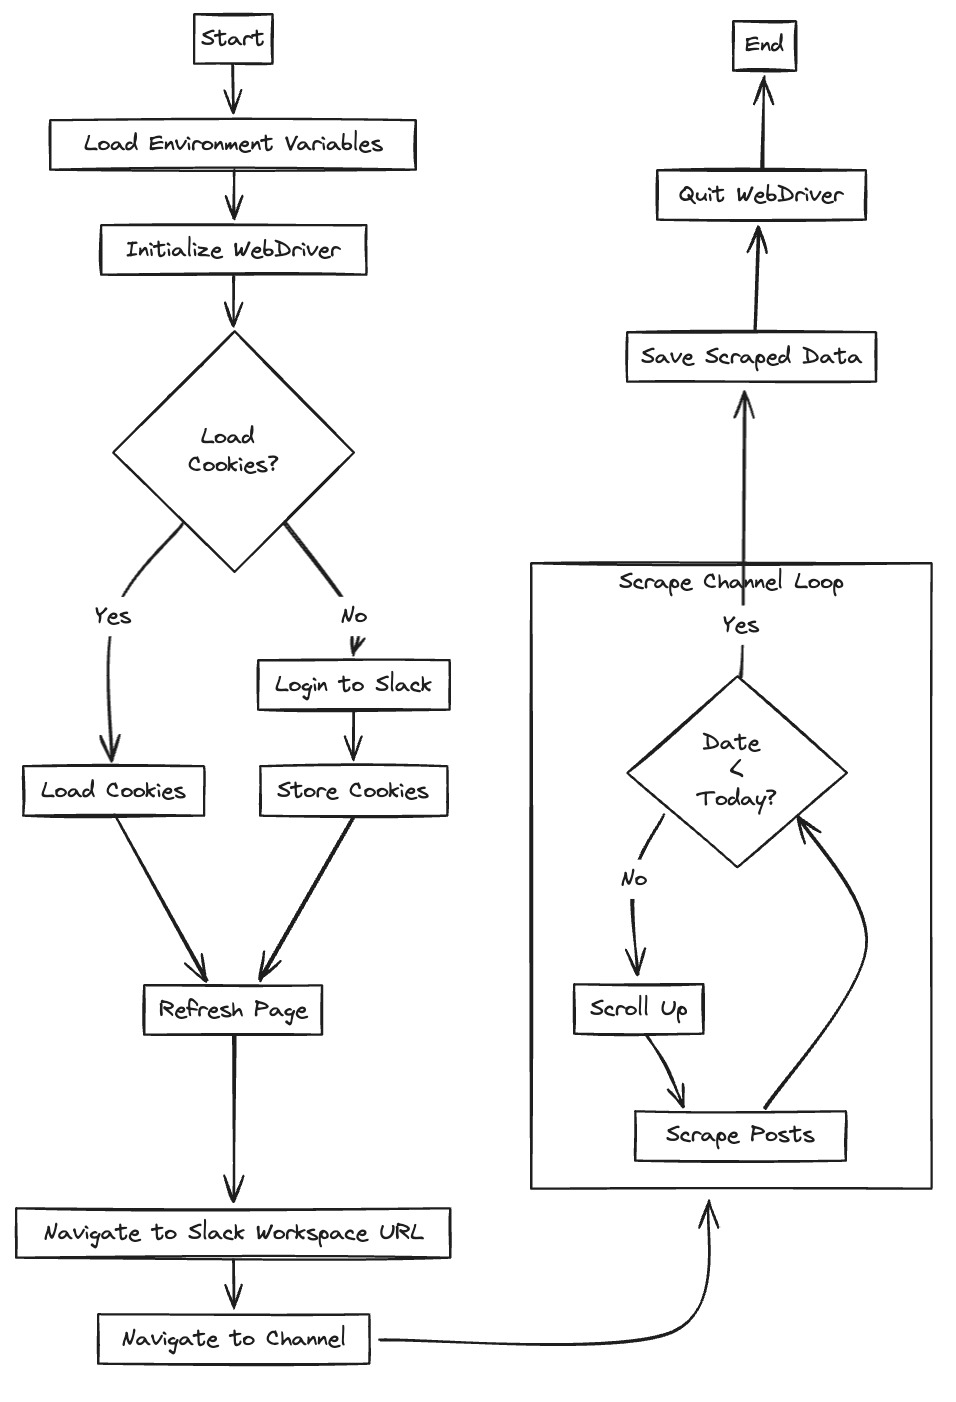 Start
Load Environment Variables
Initialize WebDriver
Load
Cookies?
Yes
No
Login to Slack
Load Cookies
Store Cookies
Refresh Page
Navigate to Slack Workspace URL
Navigate to Channel
Scrape Channel Loop
Yes
Date
<
Today?
No
Scroll Up
Scrape Posts
Save Scraped Data
Quit WebDriver
End